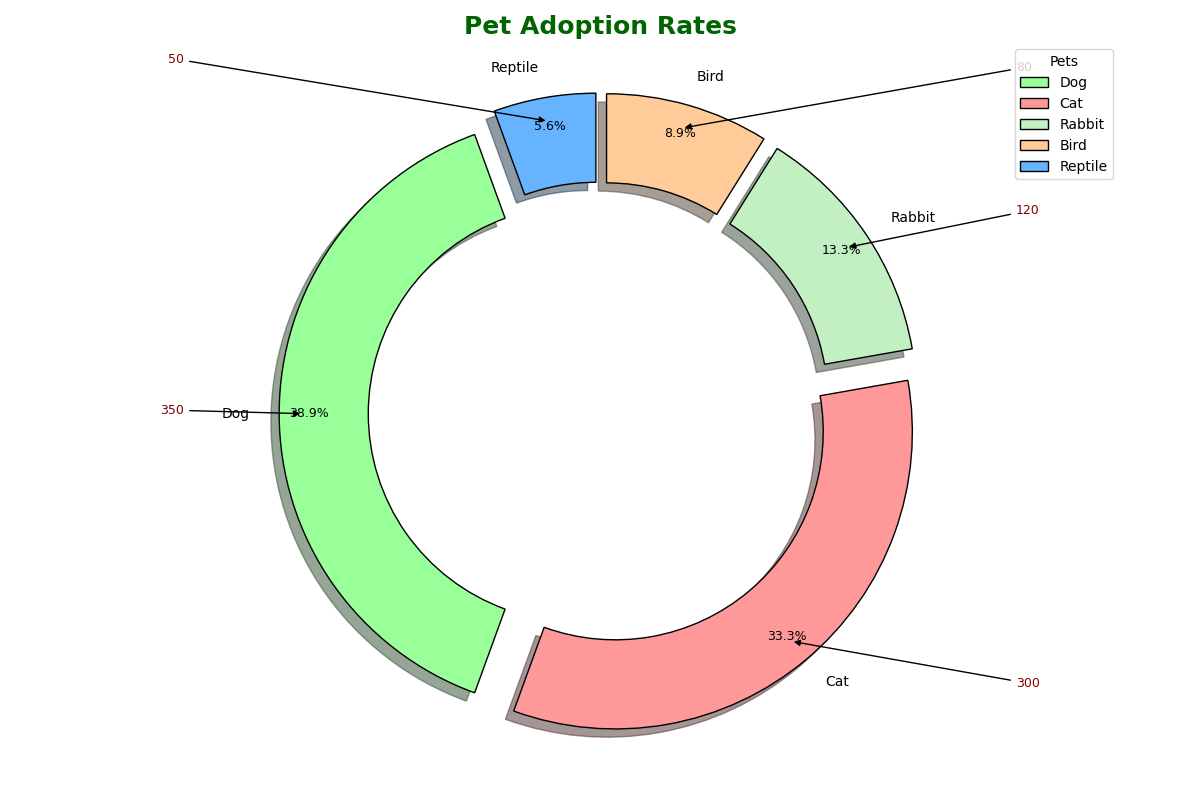 Pet Adoption Rates
50
Reptile
Bird
80
Pets
Dog
Cat
Rabbit
Bird
Reptile
5.6%
8.9%
Rabbit
120
13.3%
350
Dog
38.9%
33.3%
Cat
300